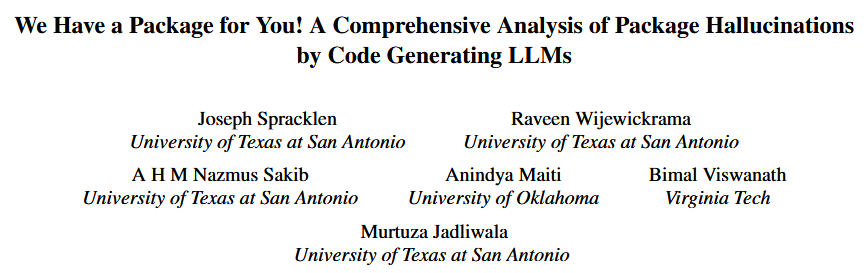 We Have a Package for You! A Comprehensive Analysis of Package Hallucinations
by Code Generating LLMs
Joseph Spracklen
University of Texas at San Antonio
Raveen Wijewickrama
University of Texas at San Antonio
A H M Nazmus Sakib
University of Texas at San Antonio
Anindya Maiti
University of Oklahoma
Bimal Viswanath
Virginia Tech
Murtuza Jadliwala
University of Texas at San Antonio